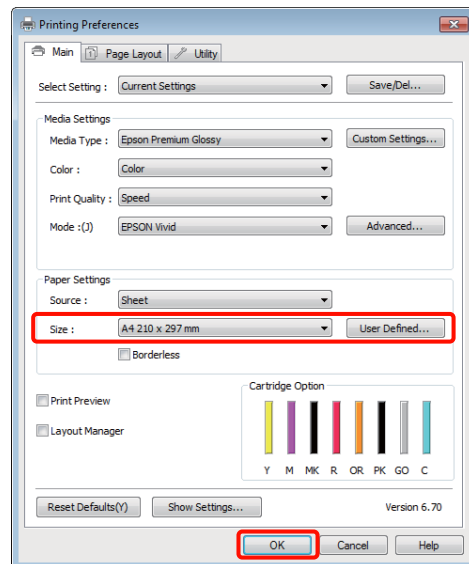 Printing Preferences
Main Page Layout Utility
Select Setting : Current Settings Save/Del...
Media Settings
Media Type : Epson Premium Glossy Custom Settings...
Color : Color
Print Quality : Speed
Mode :(J) EPSON Vivid Advanced...
Paper Settings
Source : Sheet
Size : A4 210 x 297 mm User Defined...
Borderless
Cartridge Option
Print Preview
Layout Manager
Y M MK R OR PK GO C
Reset Defaults(Y) Show Settings... Version 6.70
OK Cancel Help